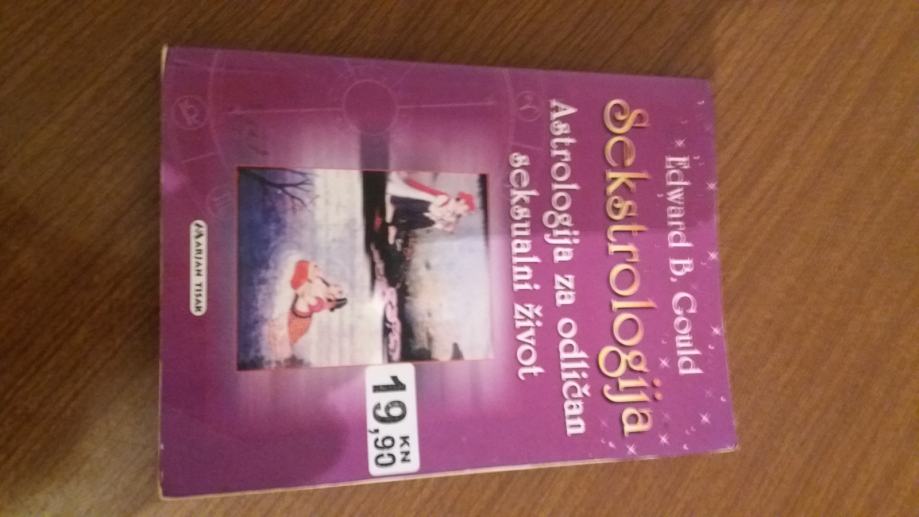 Edward B. Gould
Sekstrologija
Astrologija za odličan
seksualni život
19,90 KN
MARJAN TISAK